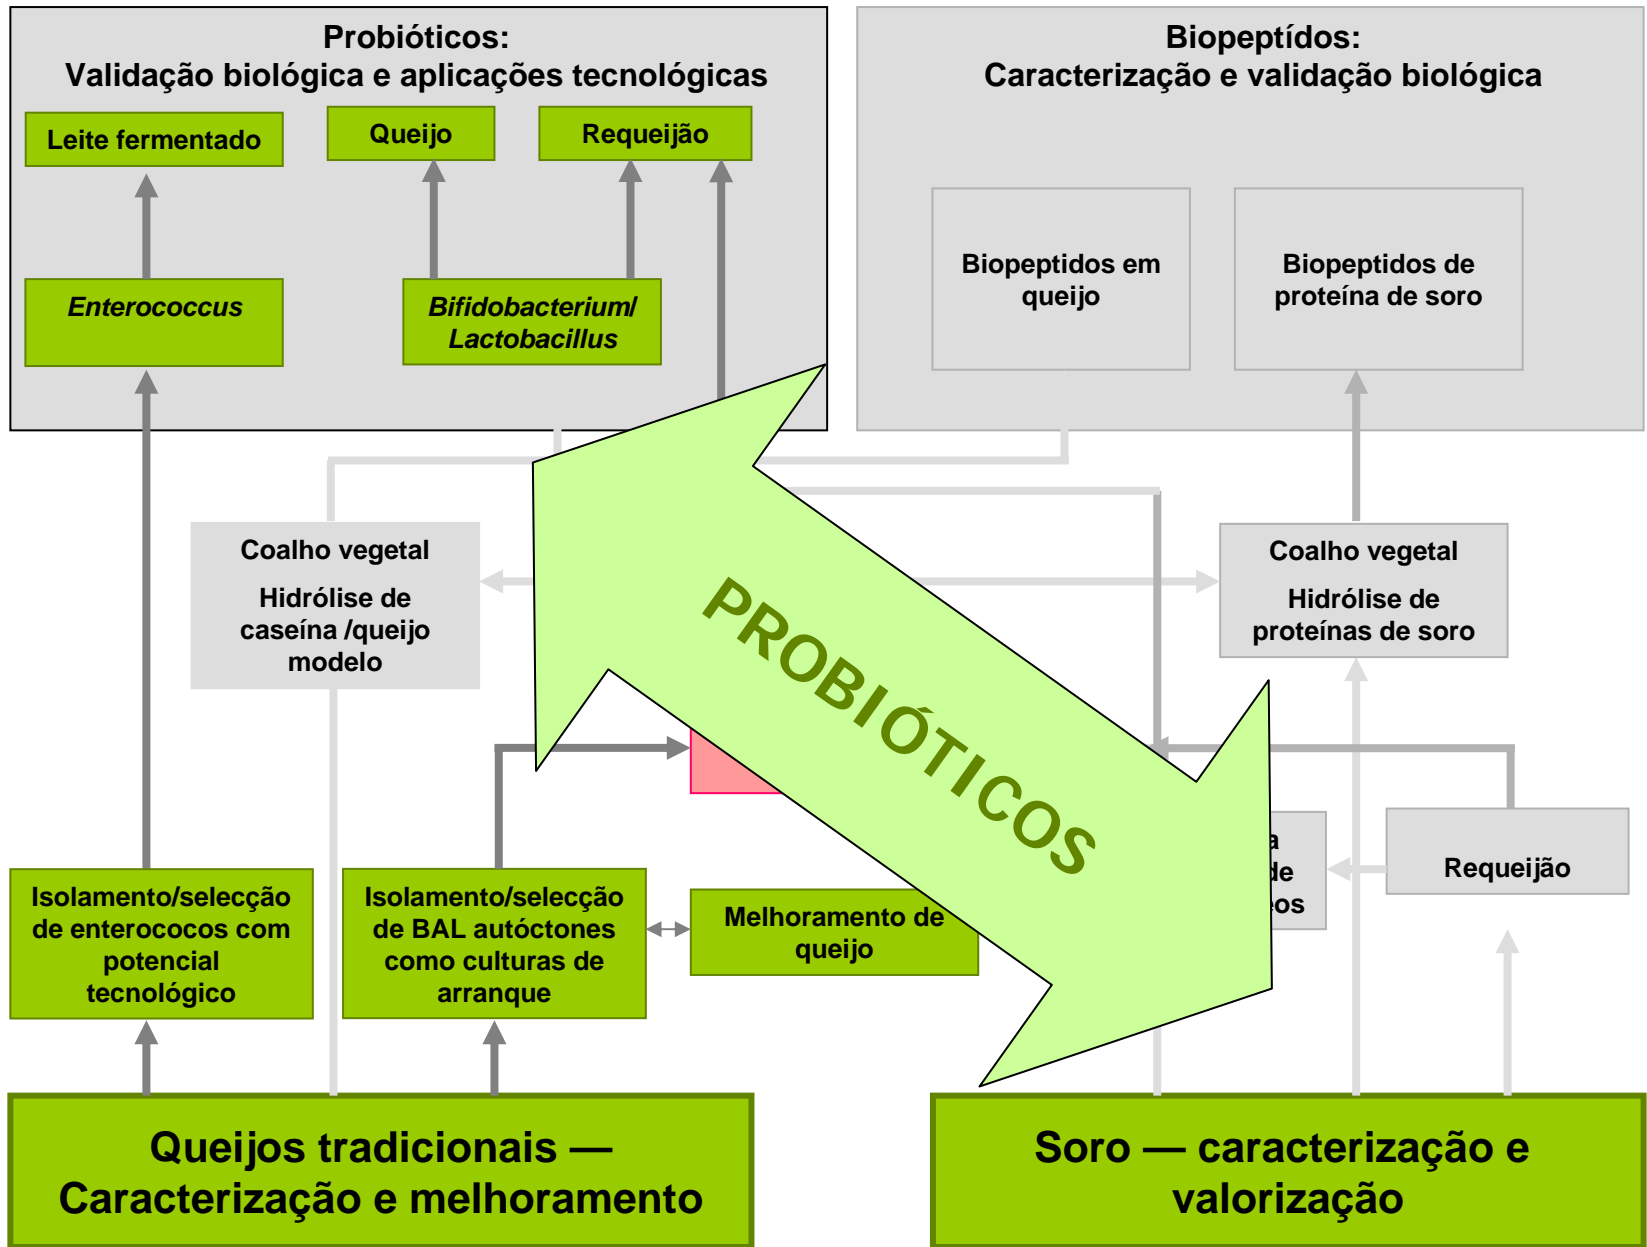 Probióticos:
Validação biológica e aplicações tecnológicas
Leite fermentado
Queijo
Requeijão
Enterococcus
Bifidobacterium/
Lactobacillus
Biopeptídos:
Caracterização e validação biológica
Biopeptidos em
queijo
Biopeptidos de
proteína de soro
Coalho vegetal
Hidrólise de
caseína /queijo
modelo
Coalho vegetal
Hidrólise de
proteínas de soro
PROBIÓTICOS
Isolamento/selecção
de enterococos com
potencial
tecnológico
Isolamento/selecção
de BAL autóctones
como culturas de
arranque
Melhoramento de
queijo
Requeijão
Queijos tradicionais —
Caracterização e melhoramento
Soro — caracterização e
valorização